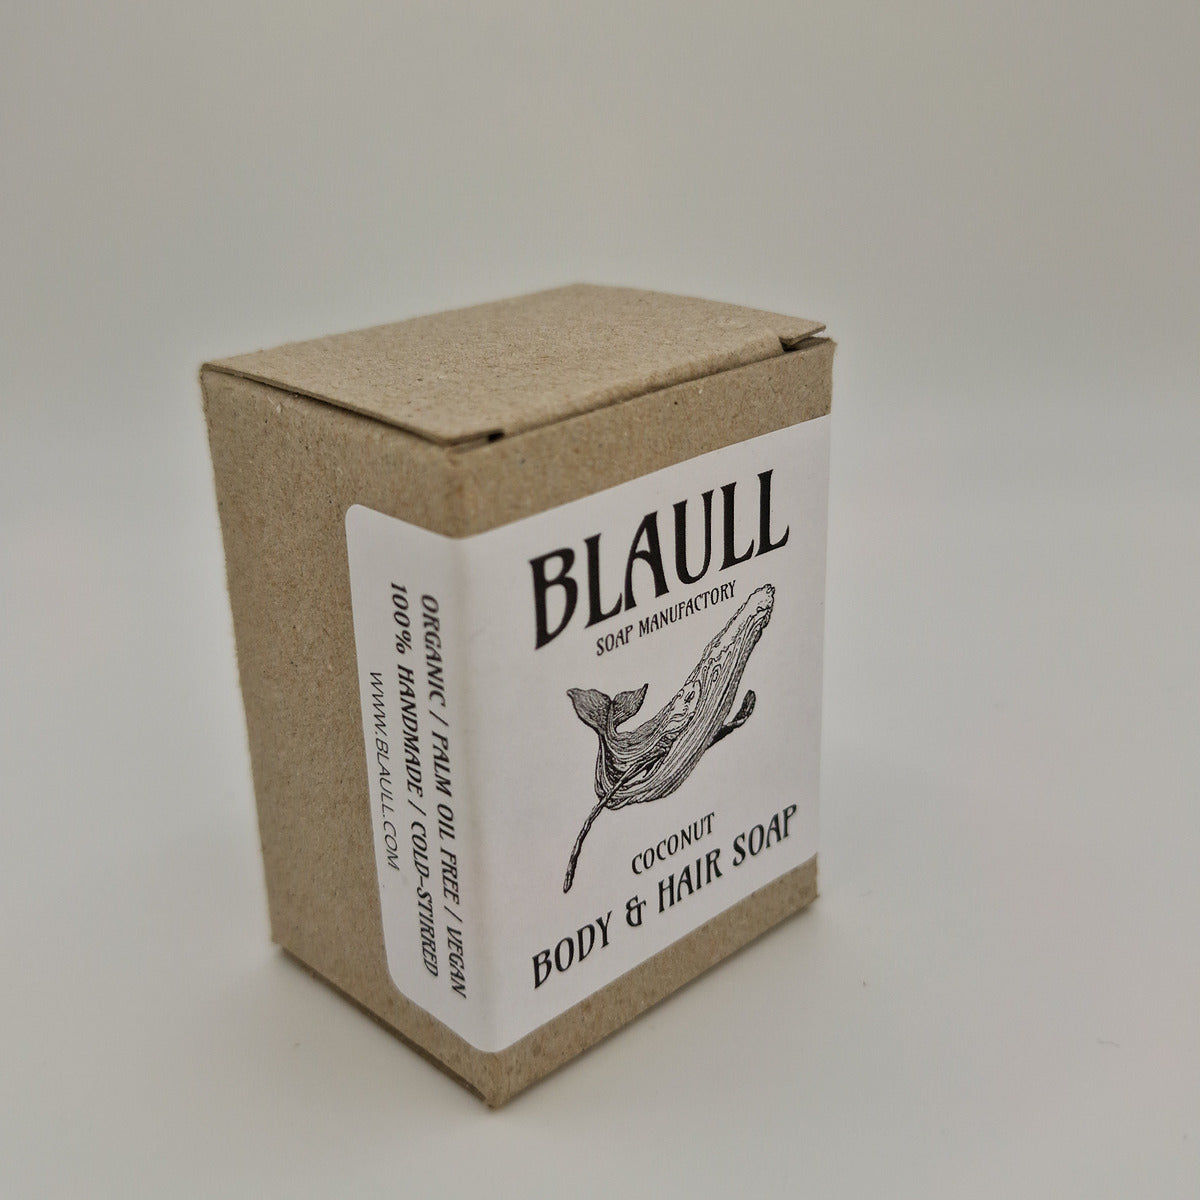 BLAULL
SOAP MANUFACTORY
COCONUT
BODY & HAIR SOAP
ORGANIC / PALM OIL FREE / VEGAN
100% HANDMADE / COLD-STIRRED
WWW.BLAULL.COM